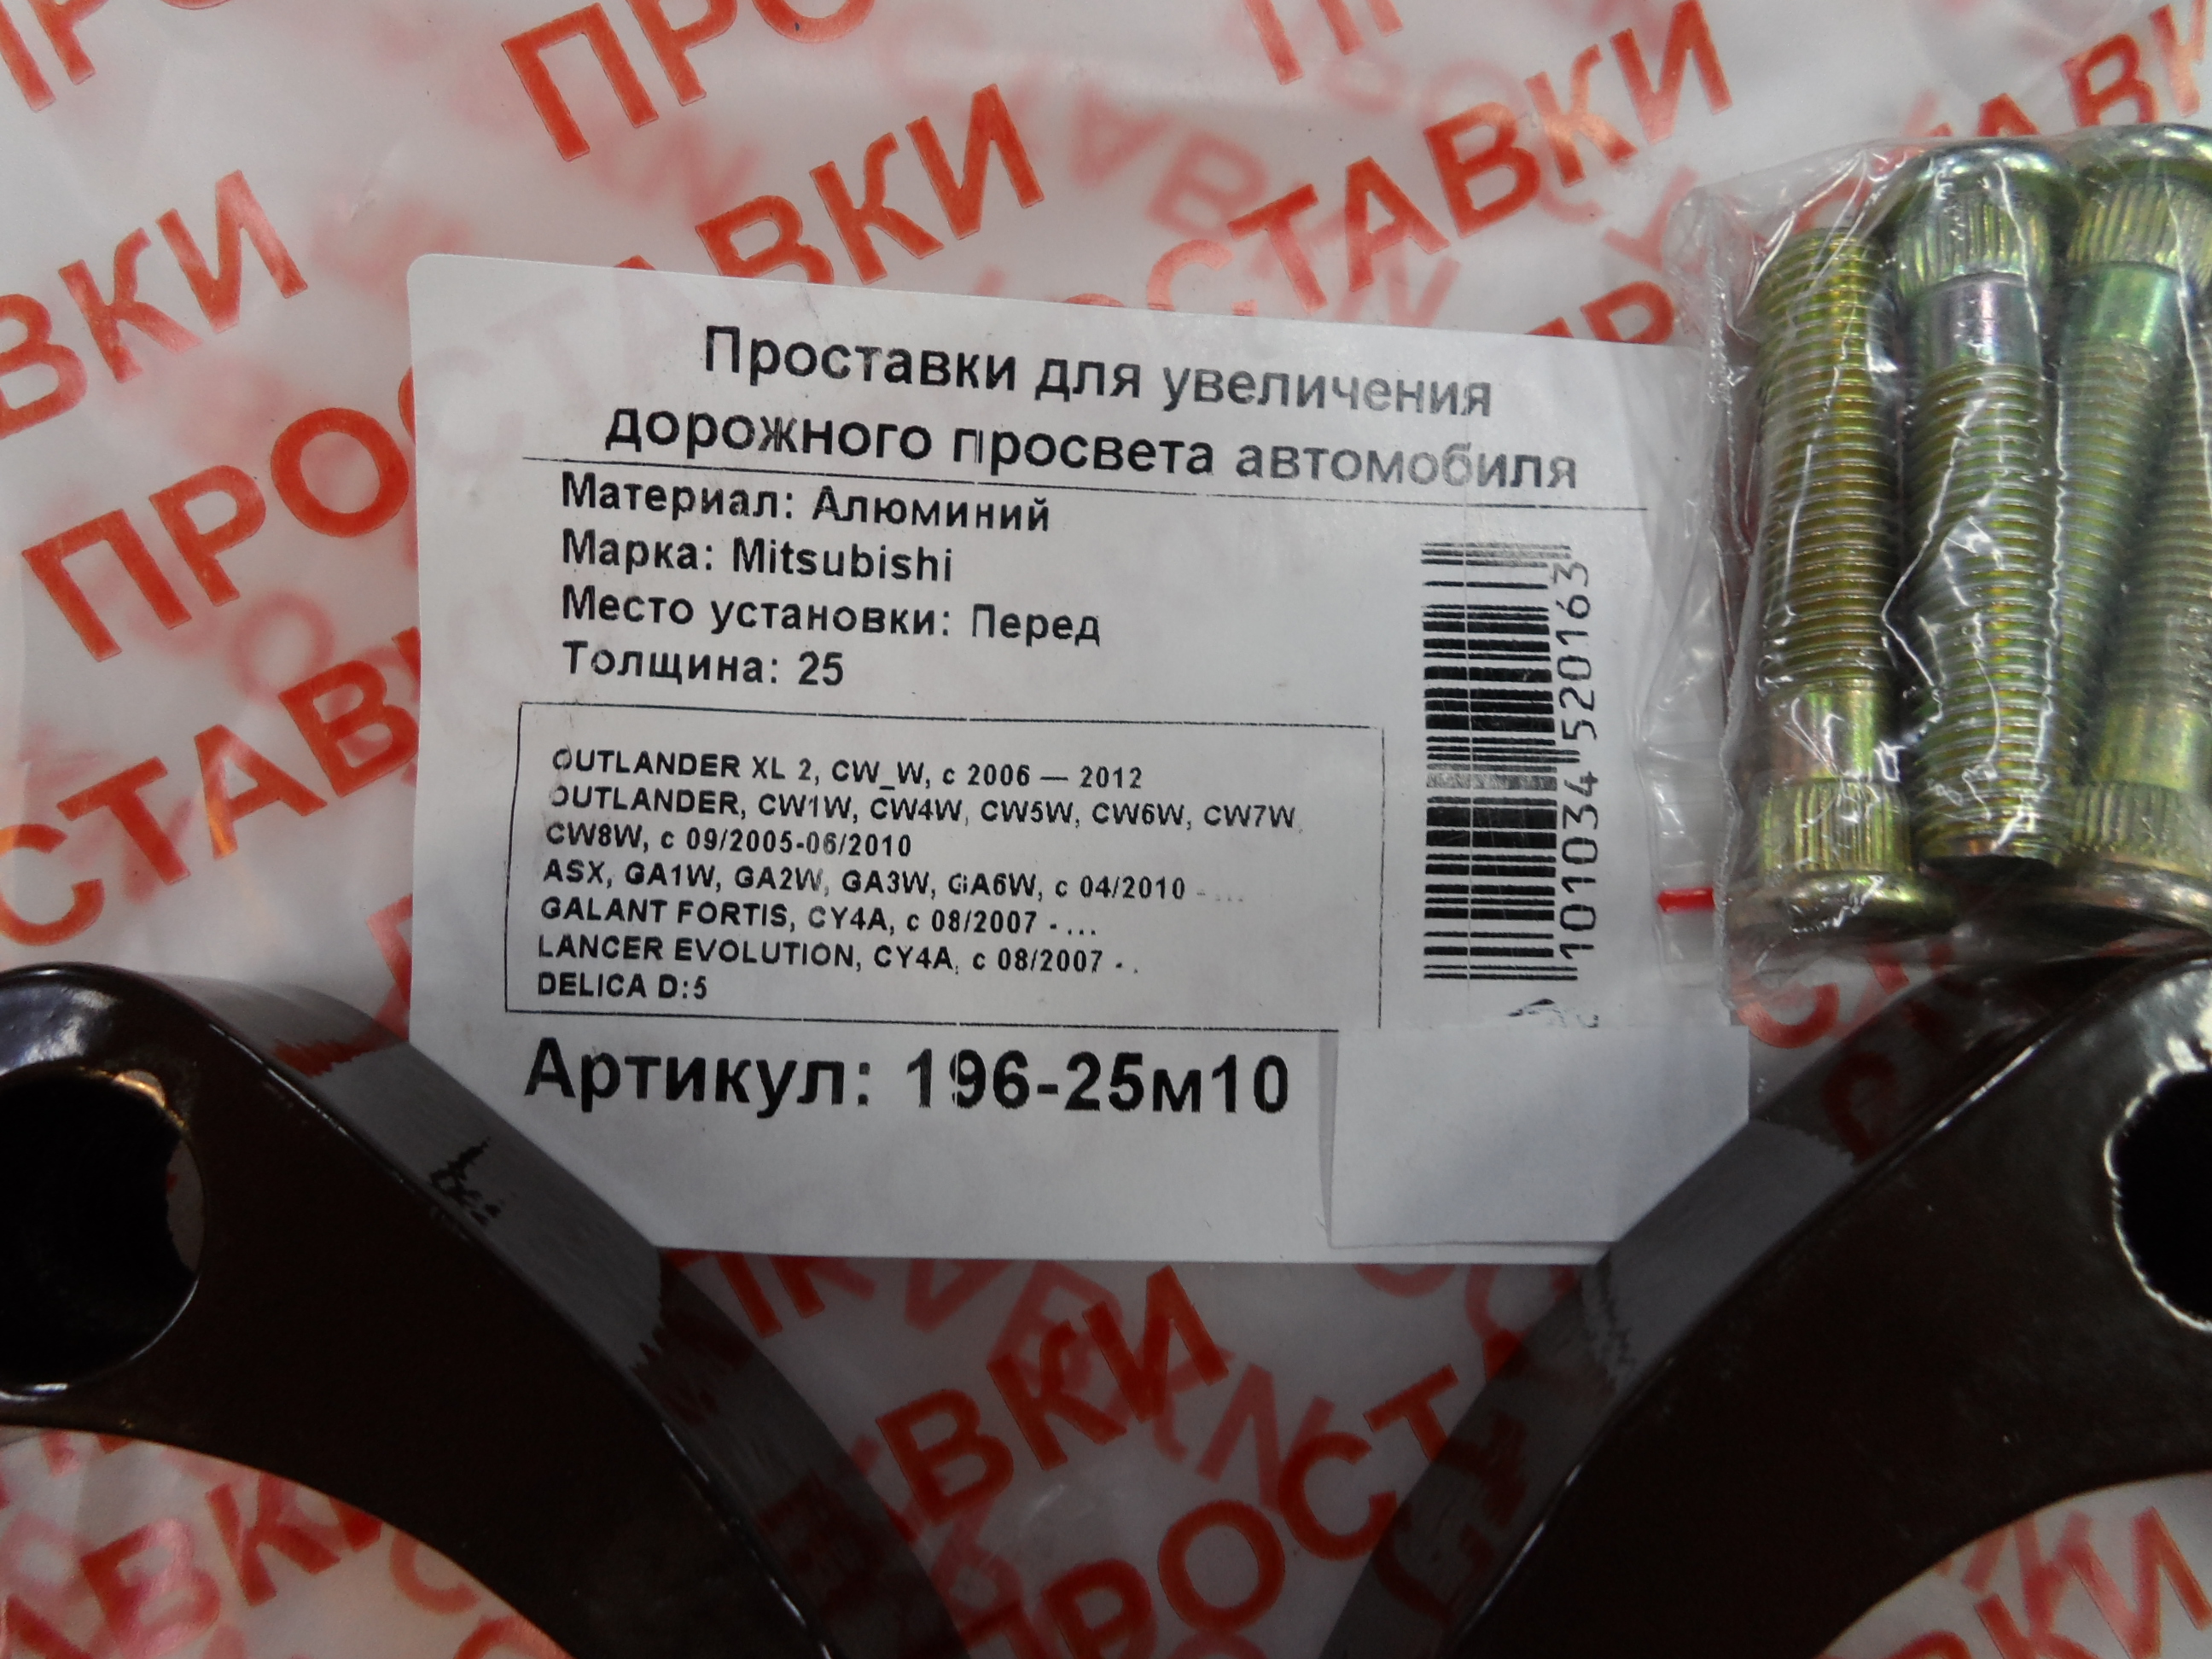 ПРОСТАВКИ
Проставки для увеличения
дорожного просвета автомобиля
Материал: Алюминий
Марка: Mitsubishi
Место установки: Перед
Толщина: 25
OUTLANDER XL 2, CW_W, с 2006 — 2012
OUTLANDER, CW1W, CW4W, CW5W, CW6W, CW7W,
CW8W, с 09/2005-06/2010
ASX, GA1W, GA2W, GA3W, GA6W, с 04/2010 - ...
GALANT FORTIS, CY4A, с 08/2007 - ...
LANCER EVOLUTION, CY4A, с 08/2007 - .
DELICA D:5
Артикул: 196-25м10
1010034520163